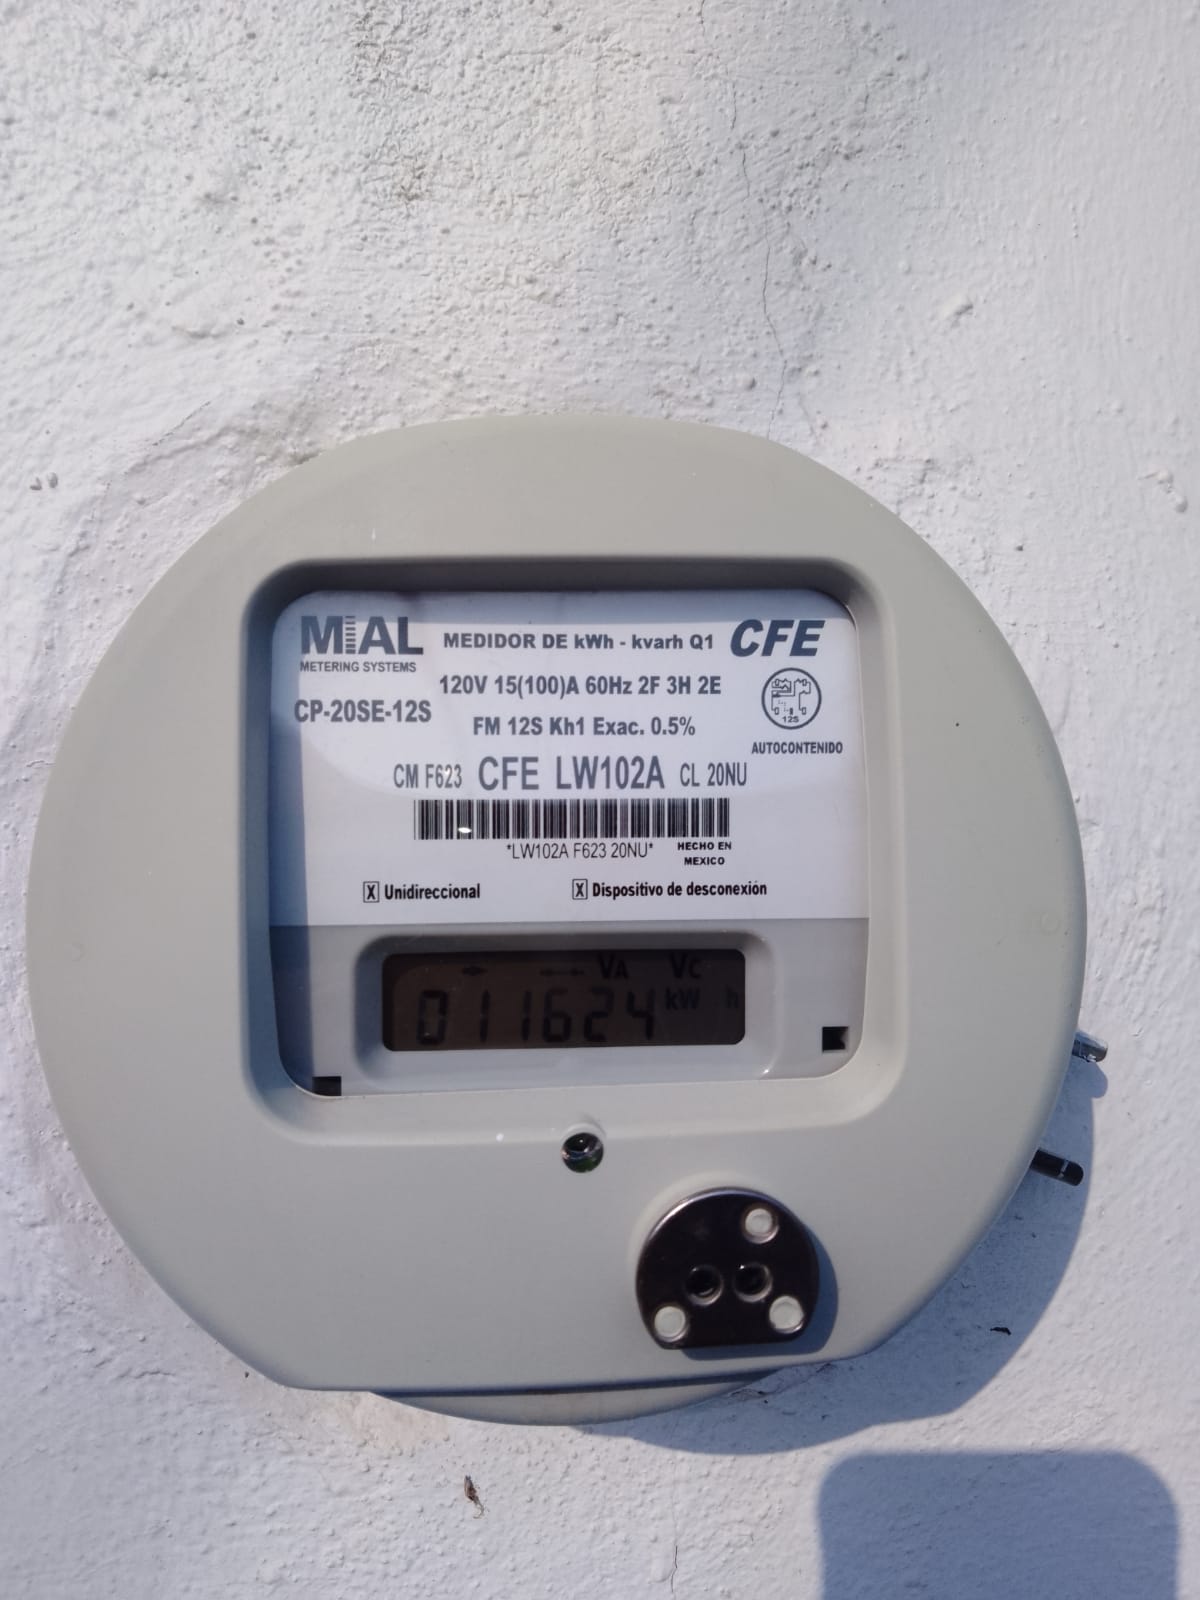 MIAL
METERING SYSTEMS
MEDIDOR DE kWh - kvarh Q1
CFE
120V 15(100)A 60Hz 2F 3H 2E
CP-20SE-12S
FM 12S Kh1 Exac. 0.5%
12S
AUTOCONTENIDO
CM F623 CFE LW102A CL 20NU
*LW102A F623 20NU*
HECHO EN
MEXICO
X Unidireccional
X Dispositivo de desconexión
VA VC
011624 kW h